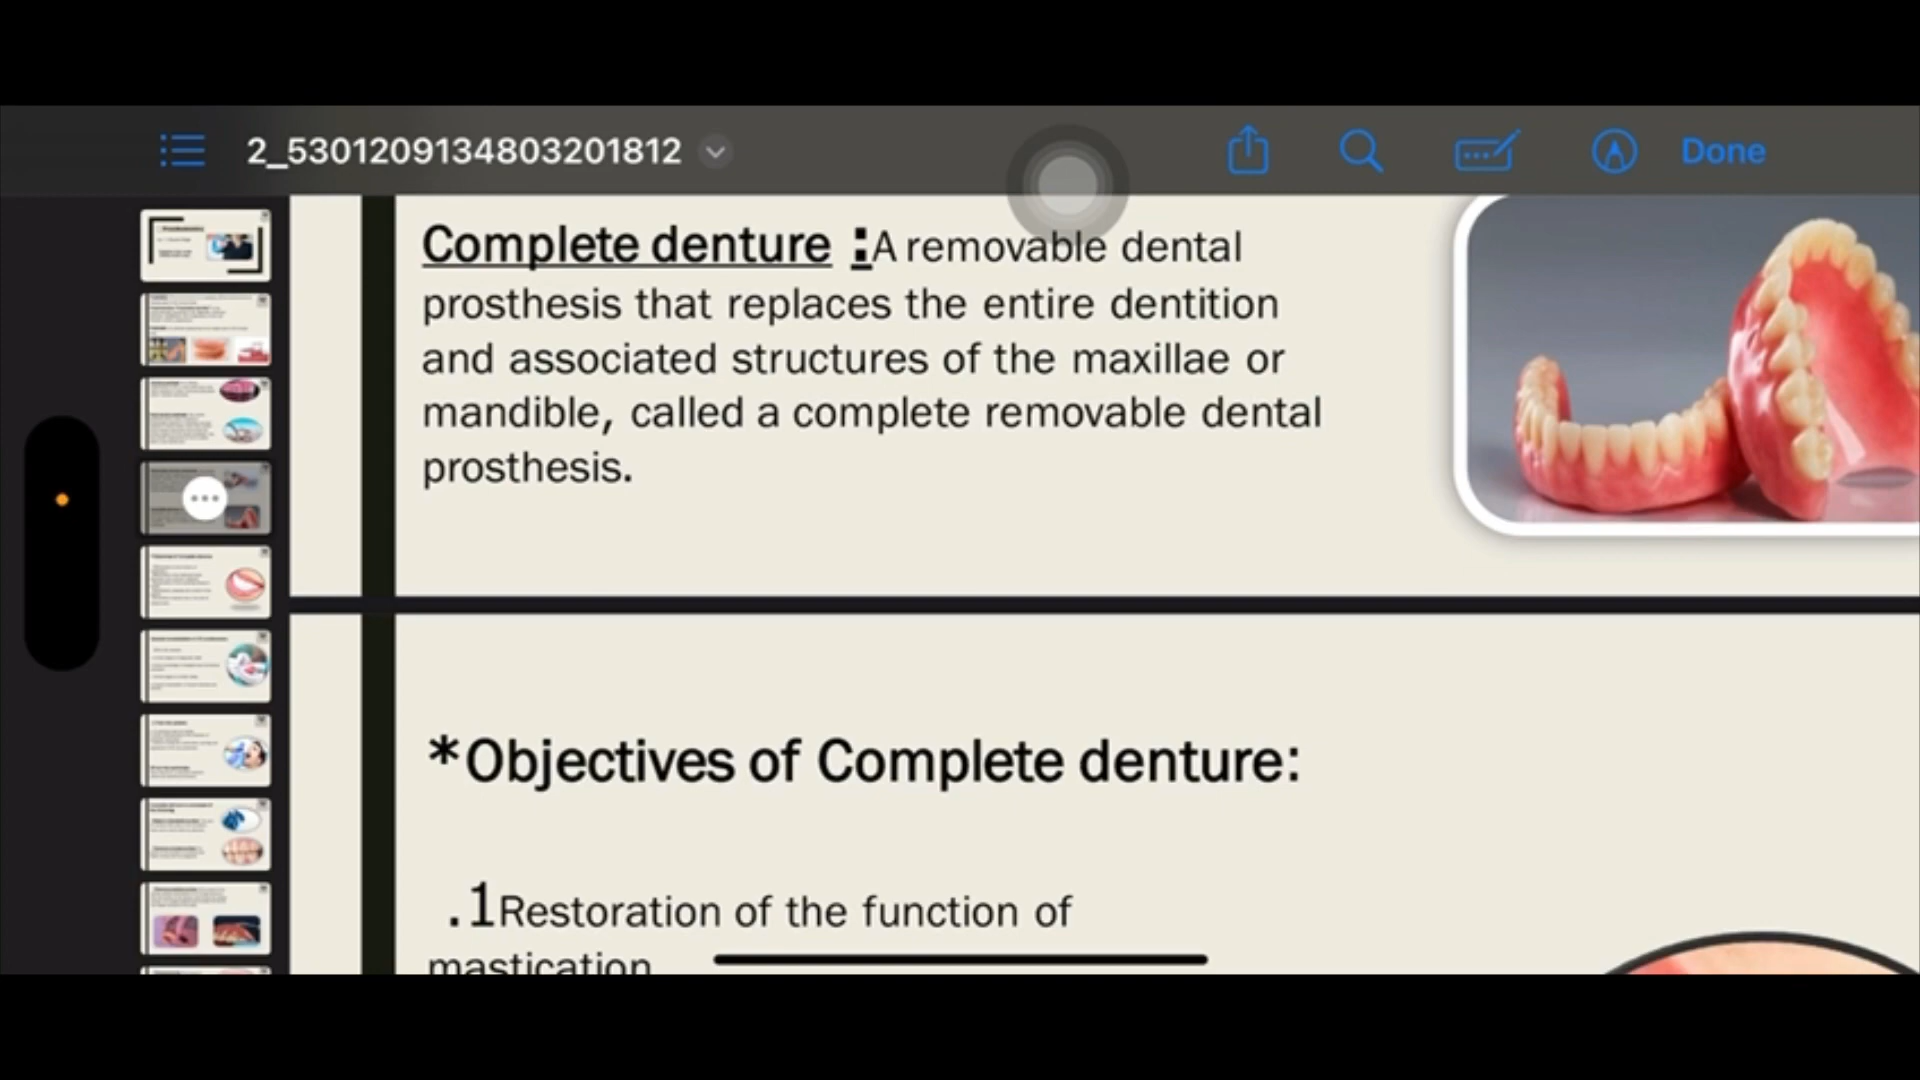 2_5301209134803201812
Done
Complete denture :A removable dental
prosthesis that replaces the entire dentition
and associated structures of the maxillae or
mandible, called a complete removable dental
prosthesis.
*Objectives of Complete denture:
.1Restoration of the function of
mastication